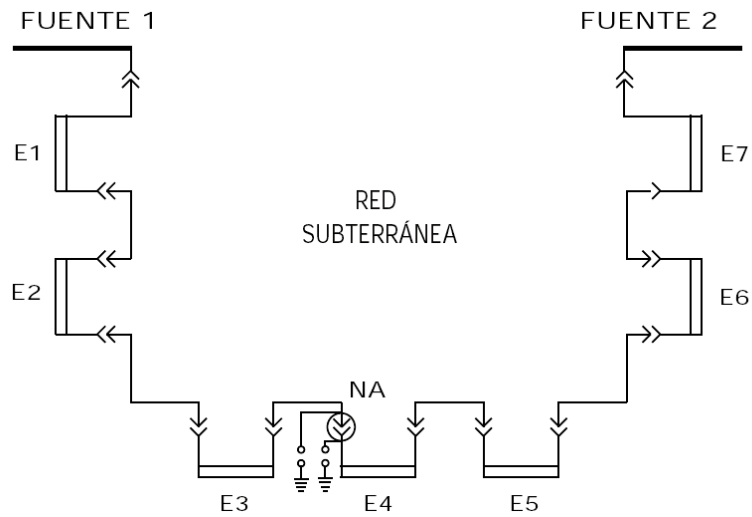 FUENTE 1
FUENTE 2
E1
E7
RED
SUBTERRÁNEA
E2
E6
NA
E3
E4
E5